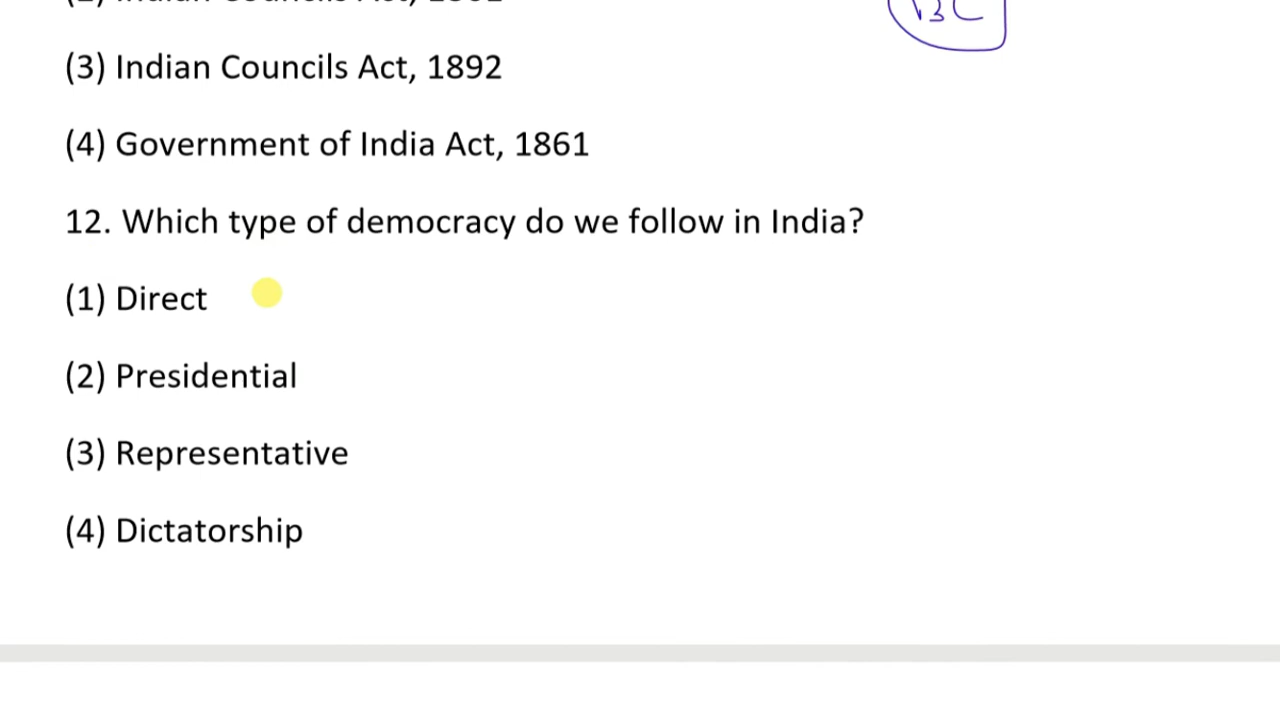 (3) Indian Councils Act, 1892
(4) Government of India Act, 1861
12. Which type of democracy do we follow in India?
(1) Direct
(2) Presidential
(3) Representative
(4) Dictatorship